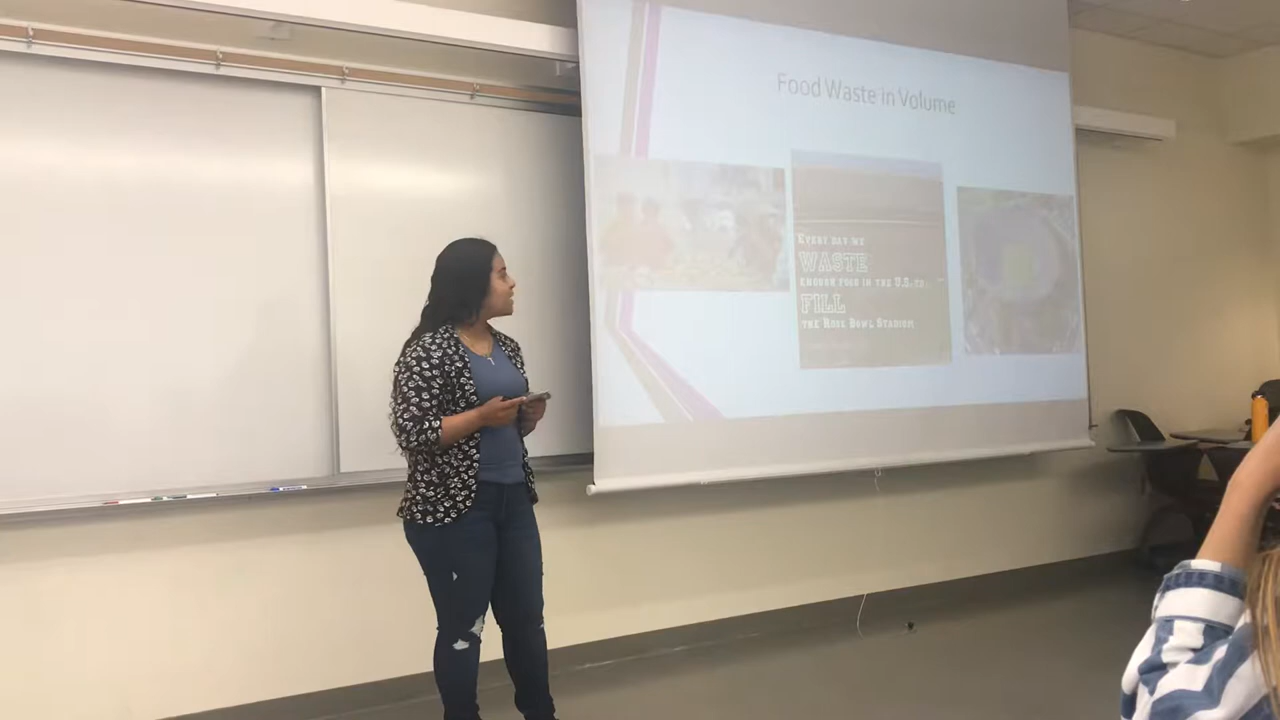 Food Waste in Volume
Every day we
WASTE
enough food in the U.S. to
FILL
the Rose Bowl Stadium